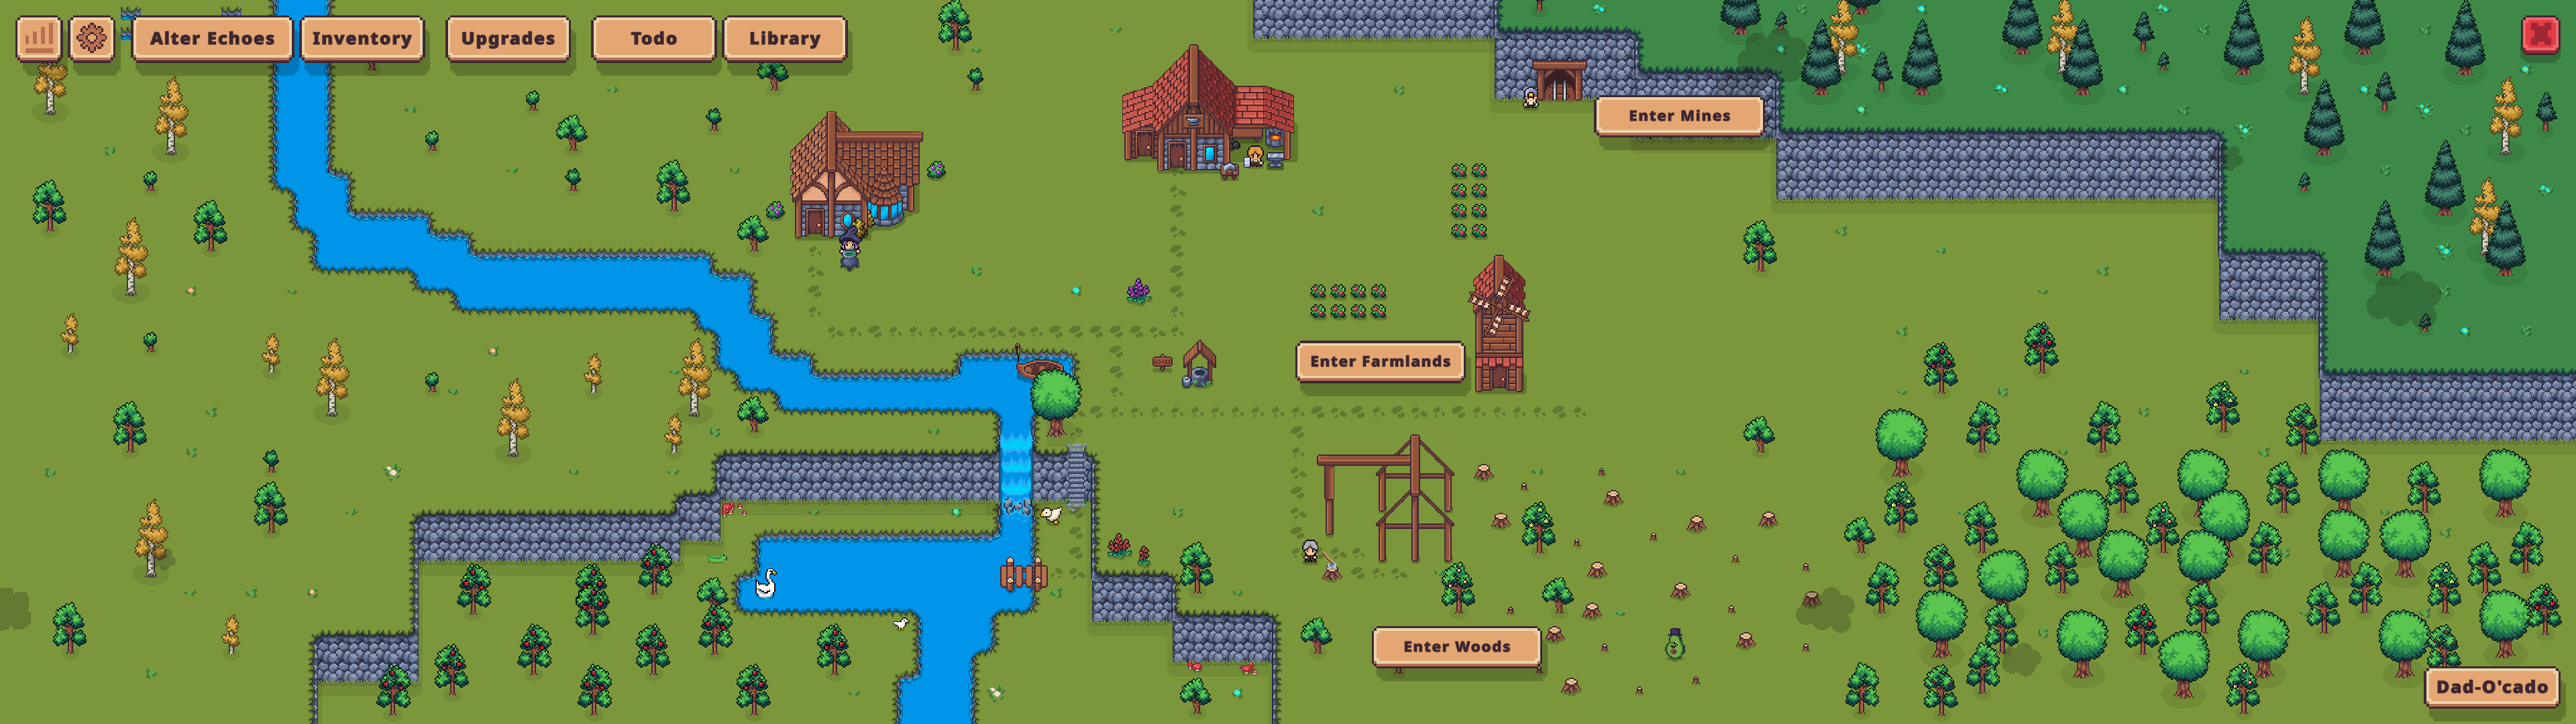 Alter Echoes
Inventory
Upgrades
Todo
Library
Enter Mines
Enter Farmlands
Enter Woods
Dad-O'cado